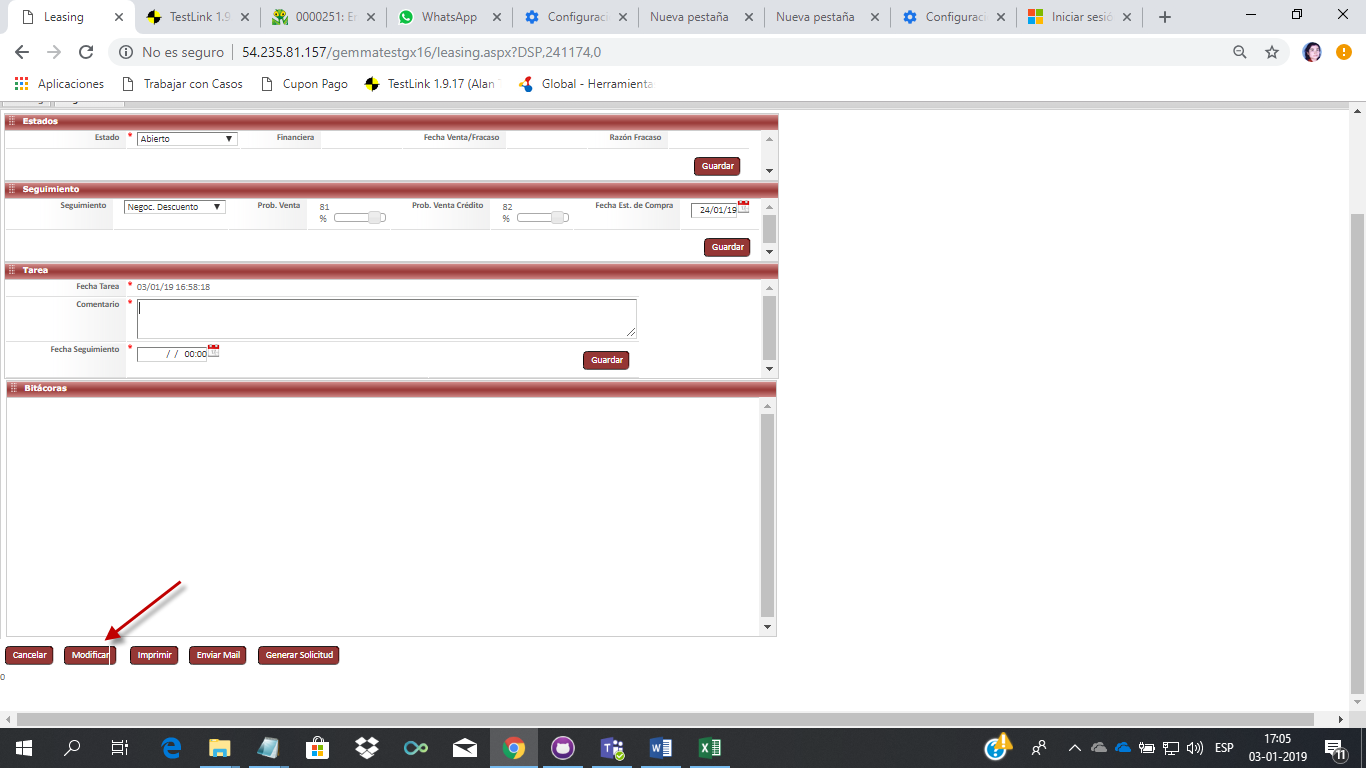 Leasing
TestLink 1.9
0000251: Er
WhatsApp
Configuraci
Nueva pestaña
Nueva pestaña
Configuraci
Iniciar sesió
No es seguro
54.235.81.157/gemmatestgx16/leasing.aspx?DSP,241174,0
Aplicaciones
Trabajar con Casos
Cupon Pago
TestLink 1.9.17 (Alan
Global - Herramienta
Estados
Estado * Abierto Financiera Fecha Venta/Fracaso Razón Fracaso
Guardar
Seguimiento
Seguimiento Negoc. Descuento Prob. Venta 81 % Prob. Venta Crédito 82 % Fecha Est. de Compra 24/01/19
Guardar
Tarea
Fecha Tarea * 03/01/19 16:58:18
Comentario *
Fecha Seguimiento * / / 00:00
Guardar
Bitácoras
Cancelar Modificar Imprimir Enviar Mail Generar Solicitud
0
ESP
17:05
03-01-2019
11